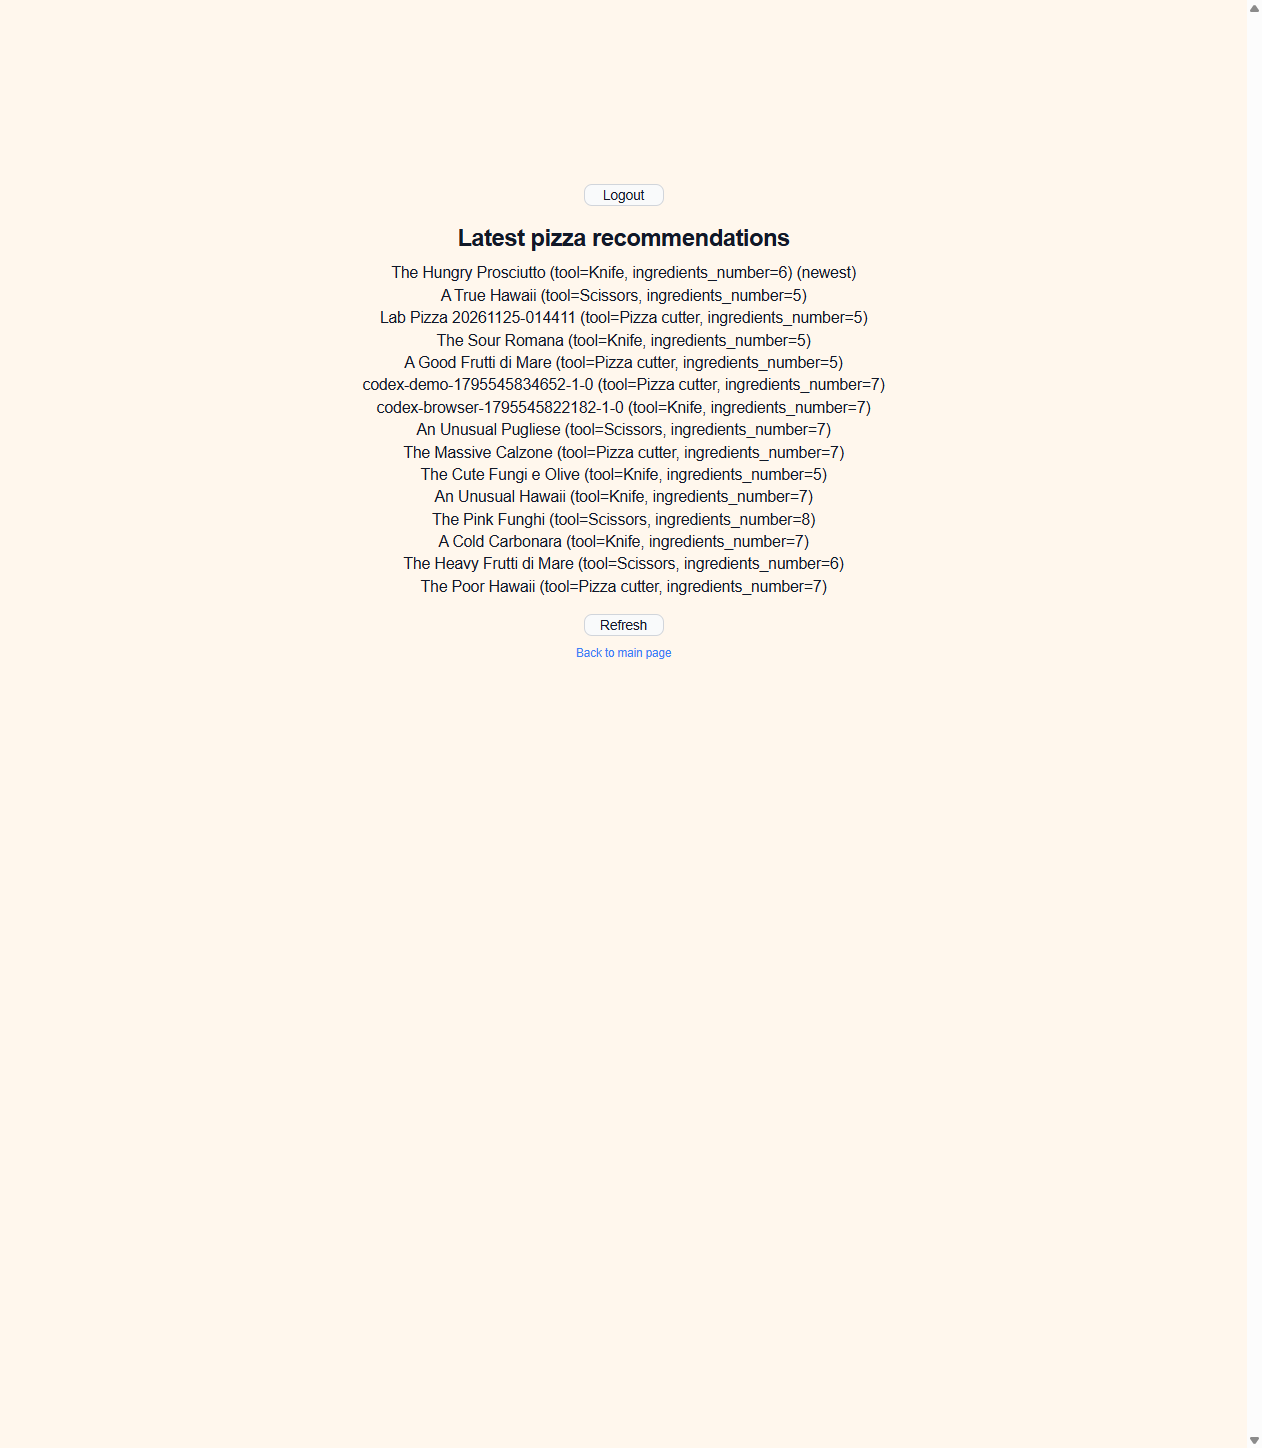 Logout
Latest pizza recommendations
The Hungry Prosciutto (tool=Knife, ingredients_number=6) (newest)
A True Hawaii (tool=Scissors, ingredients_number=5)
Lab Pizza 20261125-014411 (tool=Pizza cutter, ingredients_number=5)
The Sour Romana (tool=Knife, ingredients_number=5)
A Good Frutti di Mare (tool=Pizza cutter, ingredients_number=5)
codex-demo-1795545834652-1-0 (tool=Pizza cutter, ingredients_number=7)
codex-browser-1795545822182-1-0 (tool=Knife, ingredients_number=7)
An Unusual Pugliese (tool=Scissors, ingredients_number=7)
The Massive Calzone (tool=Pizza cutter, ingredients_number=7)
The Cute Fungi e Olive (tool=Knife, ingredients_number=5)
An Unusual Hawaii (tool=Knife, ingredients_number=7)
The Pink Funghi (tool=Scissors, ingredients_number=8)
A Cold Carbonara (tool=Knife, ingredients_number=7)
The Heavy Frutti di Mare (tool=Scissors, ingredients_number=6)
The Poor Hawaii (tool=Pizza cutter, ingredients_number=7)
Refresh
Back to main page